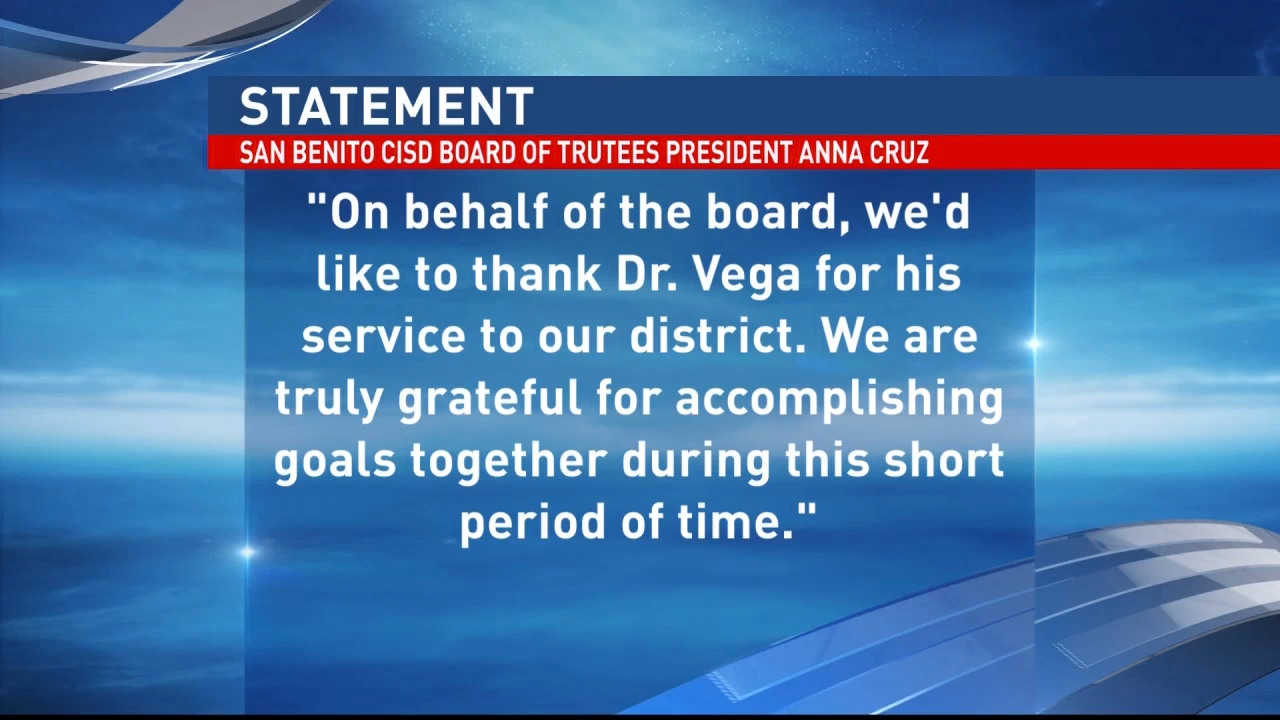 STATEMENT
SAN BENITO CISD BOARD OF TRUTEES PRESIDENT ANNA CRUZ
"On behalf of the board, we'd
like to thank Dr. Vega for his
service to our district. We are
truly grateful for accomplishing
goals together during this short
period of time."